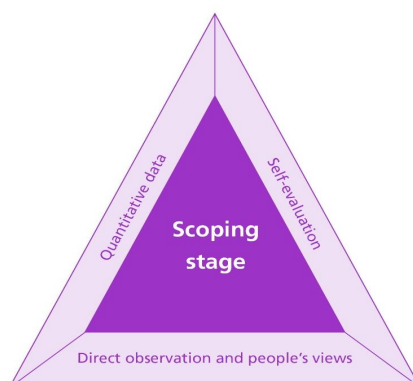 Quantitative data
Self-evaluation
Scoping
stage
Direct observation and people's views